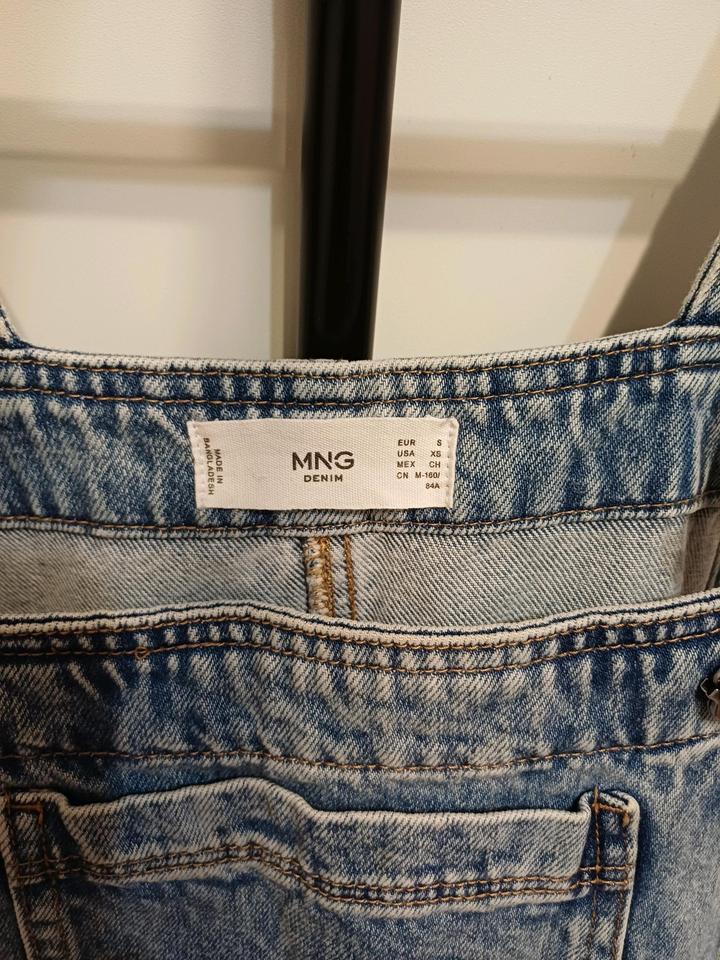 MADE IN
BANGLADESH
MNG
DENIM
EUR S
USA XS
MEX CH
CN M-160/
84A